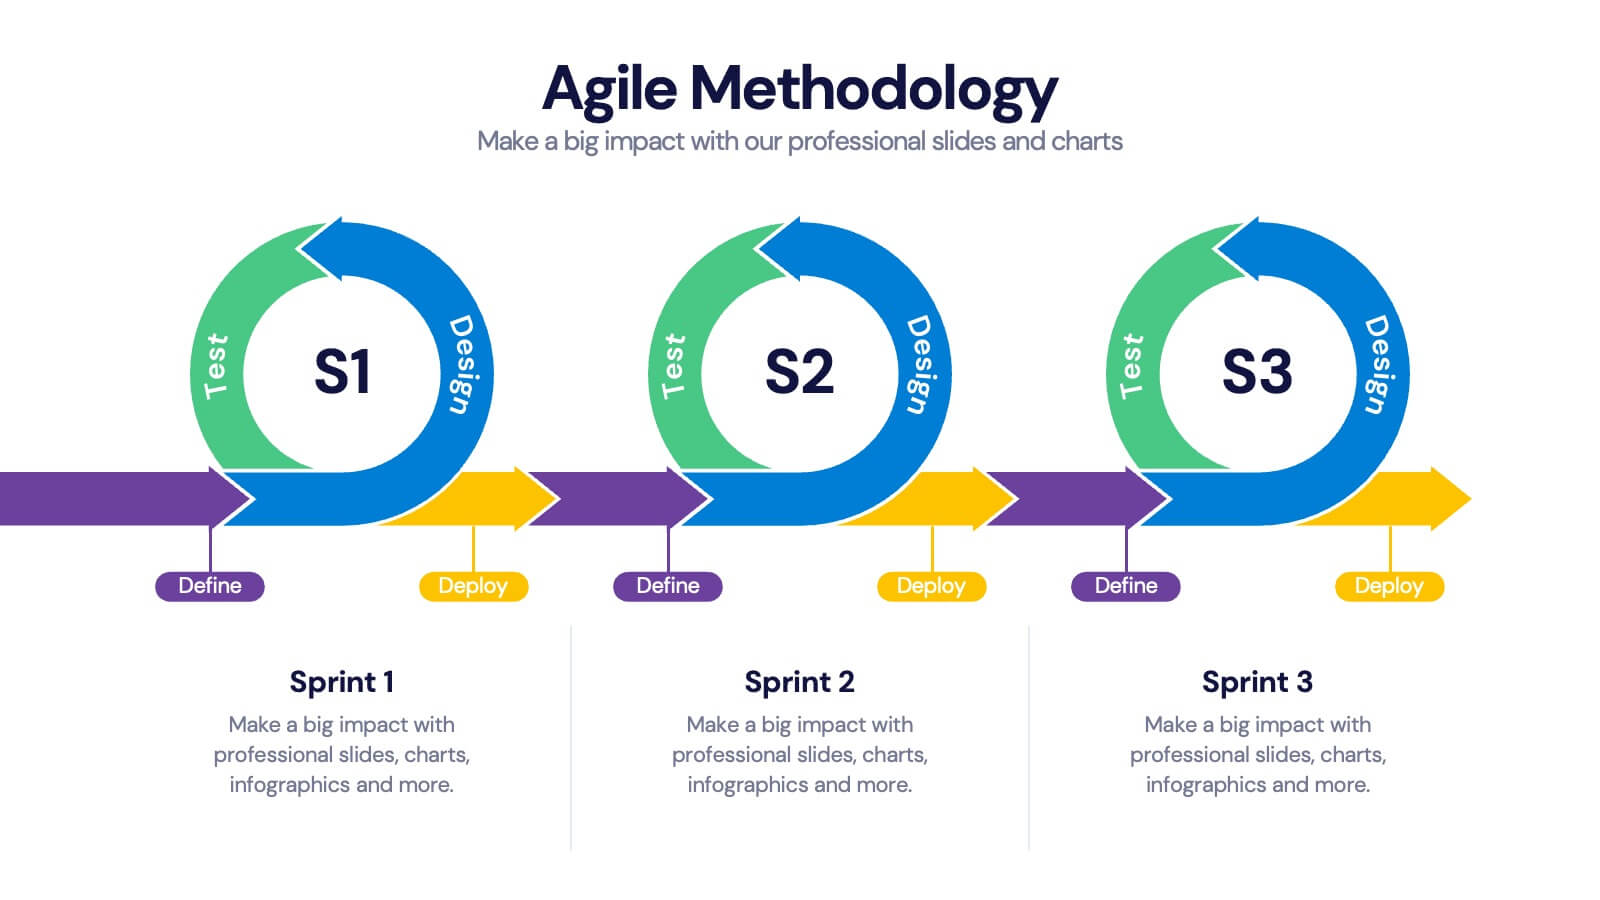 Agile Methodology
Make a big impact with our professional slides and charts
Test
S1
Design
Test
S2
Design
Test
S3
Design
Define
Deploy
Define
Deploy
Define
Deploy
Sprint 1
Make a big impact with
professional slides, charts,
infographics and more.
Sprint 2
Make a big impact with
professional slides, charts,
infographics and more.
Sprint 3
Make a big impact with
professional slides, charts,
infographics and more.